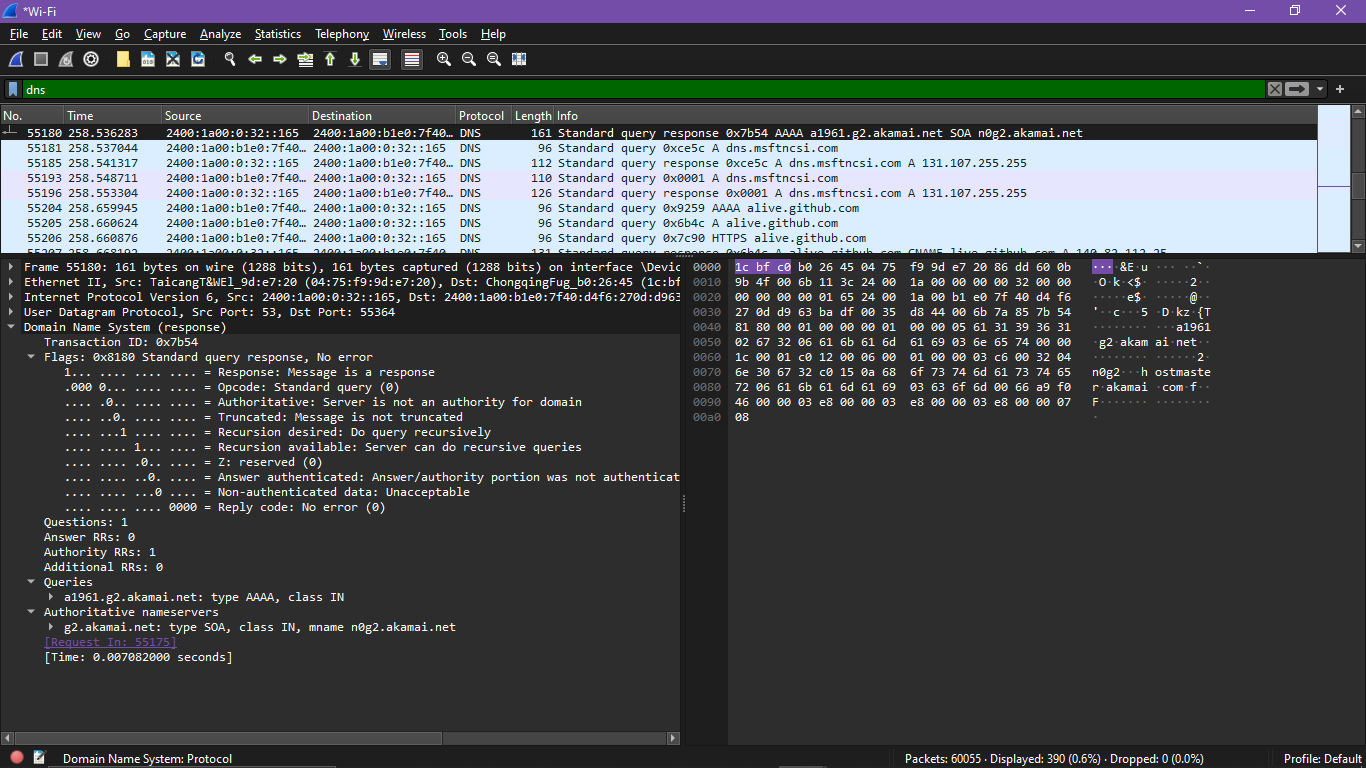 *Wi-Fi
File Edit View Go Capture Analyze Statistics Telephony Wireless Tools Help
dns
No. Time Source Destination Protocol Length Info
55180 258.536283 2400:1a00:0:32::165 2400:1a00:b1e0:7f40… DNS 161 Standard query response 0x7b54 AAAA a1961.g2.akamai.net SOA n0g2.akamai.net
55181 258.537044 2400:1a00:b1e0:7f40… 2400:1a00:0:32::165 DNS 96 Standard query 0xce5c A dns.msftncsi.com
55185 258.541317 2400:1a00:0:32::165 2400:1a00:b1e0:7f40… DNS 112 Standard query response 0xce5c A dns.msftncsi.com A 131.107.255.255
55193 258.548711 2400:1a00:b1e0:7f40… 2400:1a00:0:32::165 DNS 110 Standard query 0x0001 A dns.msftncsi.com
55196 258.553304 2400:1a00:0:32::165 2400:1a00:b1e0:7f40… DNS 126 Standard query response 0x0001 A dns.msftncsi.com A 131.107.255.255
55204 258.659945 2400:1a00:b1e0:7f40… 2400:1a00:0:32::165 DNS 96 Standard query 0x9259 AAAA alive.github.com
55205 258.660624 2400:1a00:b1e0:7f40… 2400:1a00:0:32::165 DNS 96 Standard query 0x6b4c A alive.github.com
55206 258.660876 2400:1a00:b1e0:7f40… 2400:1a00:0:32::165 DNS 96 Standard query 0x7c90 HTTPS alive.github.com
Frame 55180: 161 bytes on wire (1288 bits), 161 bytes captured (1288 bits) on interface \Devic
Ethernet II, Src: TaicangT&WEl_9d:e7:20 (04:75:f9:9d:e7:20), Dst: ChongqingFug_b0:26:45 (1c:bf
Internet Protocol Version 6, Src: 2400:1a00:0:32::165, Dst: 2400:1a00:b1e0:7f40:d4f6:270d:d963
User Datagram Protocol, Src Port: 53, Dst Port: 55364
Domain Name System (response)
Transaction ID: 0x7b54
Flags: 0x8180 Standard query response, No error
1... .... .... .... = Response: Message is a response
.000 0... .... .... = Opcode: Standard query (0)
.... .0.. .... .... = Authoritative: Server is not an authority for domain
.... ..0. .... .... = Truncated: Message is not truncated
.... ...1 .... .... = Recursion desired: Do query recursively
.... .... 1... .... = Recursion available: Server can do recursive queries
.... .... .0.. .... = Z: reserved (0)
.... .... ..0. .... = Answer authenticated: Answer/authority portion was not authenticat
.... .... ...0 .... = Non-authenticated data: Unacceptable
.... .... .... 0000 = Reply code: No error (0)
Questions: 1
Answer RRs: 0
Authority RRs: 1
Additional RRs: 0
Queries
a1961.g2.akamai.net: type AAAA, class IN
Authoritative nameservers
g2.akamai.net: type SOA, class IN, mname n0g2.akamai.net
[Request In: 55175]
[Time: 0.007082000 seconds]
0000 1c bf c0 b0 26 45 04 75 f9 9d e7 20 86 dd 60 0b ····&E·u ··· ··`·
0010 9b 4f 00 6b 11 3c 24 00 1a 00 00 00 00 32 00 00 ·O·k·<$· ·····2··
0020 00 00 00 00 01 65 24 00 1a 00 b1 e0 7f 40 d4 f6 ·····e$· ·····@··
0030 27 0d d9 63 ba df 00 35 d8 44 00 6b 7a 85 7b 54 '··c···5 ·D·kz·{T
0040 81 80 00 01 00 00 00 01 00 00 05 61 31 39 36 31 ········ ···a1961
0050 02 67 32 06 61 6b 61 6d 61 69 03 6e 65 74 00 00 ·g2·akam ai·net··
0060 1c 00 01 c0 12 00 06 00 01 00 00 03 c6 00 32 04 ········ ······2·
0070 6e 30 67 32 c0 15 0a 68 6f 73 74 6d 61 73 74 65 n0g2···h ostmaste
0080 72 06 61 6b 61 6d 61 69 03 63 6f 6d 00 66 a9 f0 r·akamai ·com·f··
0090 46 00 00 03 e8 00 00 03 e8 00 00 03 e8 00 00 07 F······· ········
00a0 08 ·
Domain Name System: Protocol
Packets: 60055 · Displayed: 390 (0.6%) · Dropped: 0 (0.0%)
Profile: Default